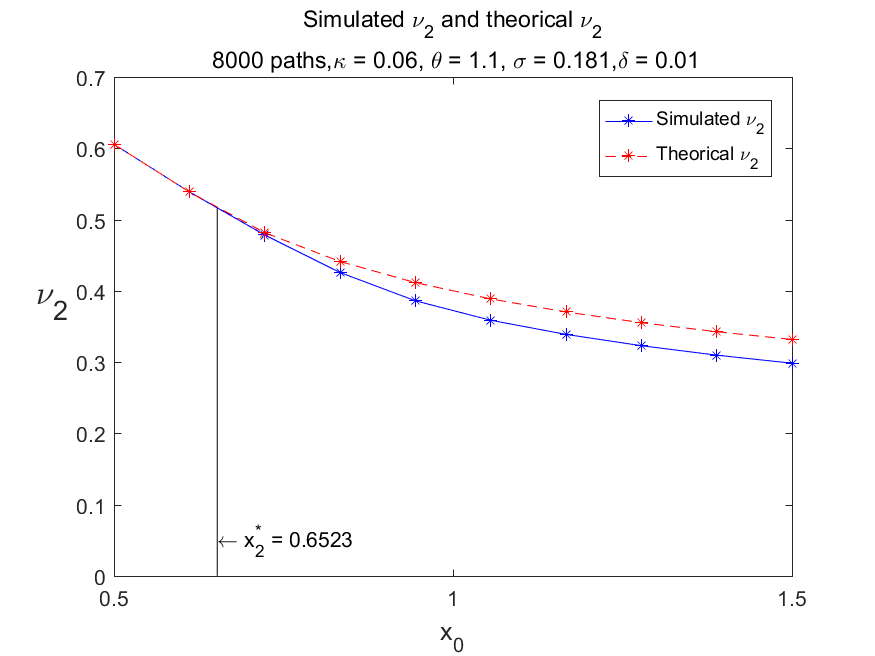 Simulated ν₂ and theorical ν₂
8000 paths,κ = 0.06, θ = 1.1, σ = 0.181,δ = 0.01
0.7
Simulated ν₂
Theorical ν₂
0.6
0.5
0.4
ν₂
0.3
0.2
0.1
← x₂* = 0.6523
0
0.5
1
1.5
x₀